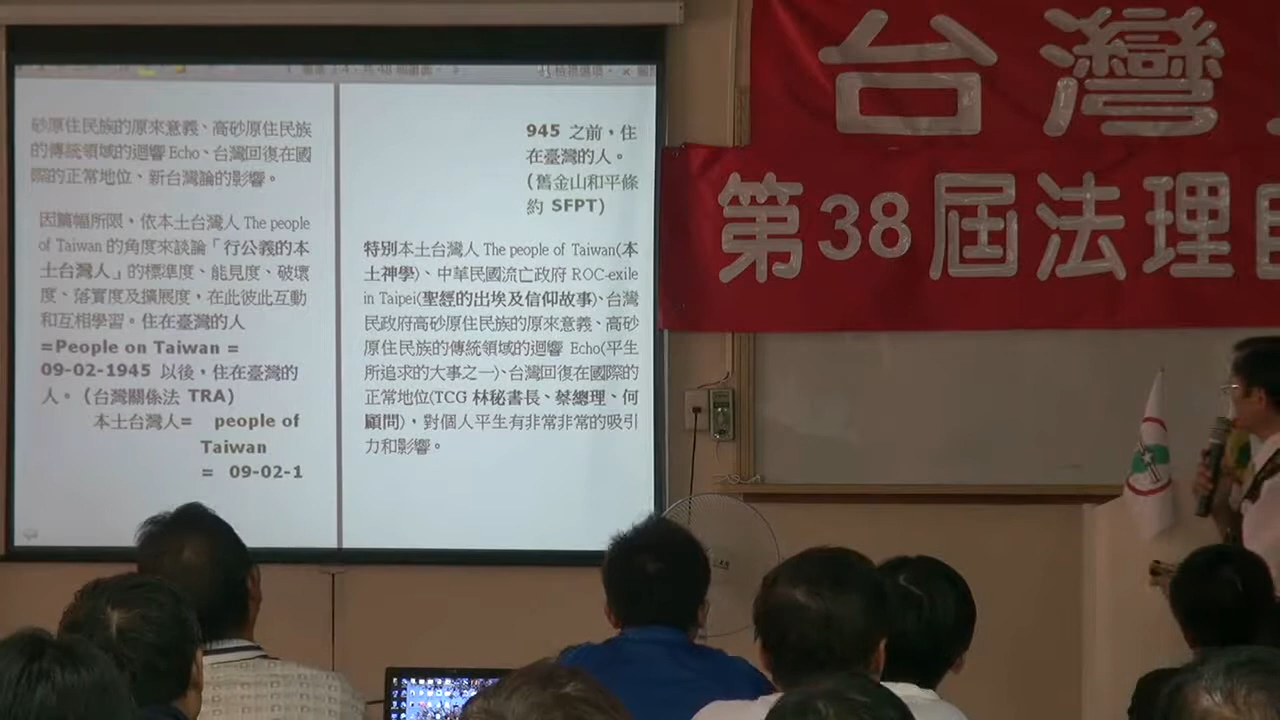 砂原住民族的原來意義、高砂原住民族
的傳統領域的迴響 Echo、台灣回復在國
際的正常地位、新台灣論的影響。
因篇幅所限、依本土台灣人 The people
of Taiwan 的角度來談論「行公義的本
土台灣人」的標準度、能見度、破壞
度、落實度及擴展度，在此彼此互動
和互相學習。住在臺灣的人
=People on Taiwan =
09-02-1945 以後，住在臺灣的
人。(台灣關係法 TRA)
本土台灣人= people of
Taiwan
= 09-02-1
945 之前，住
在臺灣的人。
(舊金山和平條
約 SFPT)
特別本土台灣人 The people of Taiwan(本
土神學)、中華民國流亡政府 ROC-exile
in Taipei(聖經的出埃及信仰故事)、台灣
民政府高砂原住民族的原來意義、高砂
原住民族的傳統領域的迴響 Echo(平生
所追求的大事之一)、台灣回復在國際的
正常地位(TCG 林秘書長、蔡總理、何
顧問)，對個人平生有非常非常的吸引
力和影響。
台灣
第38屆法理